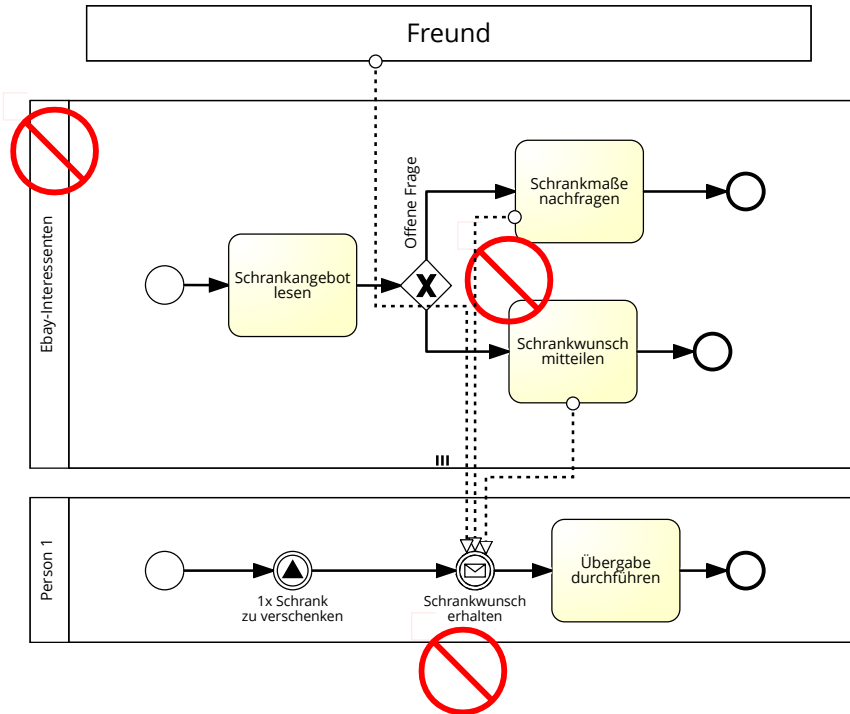 Freund
Ebay-Interessenten
Offene Frage
Schrankmaße
nachfragen
Schrankangebot
lesen
Schrankwunsch
mitteilen
Person 1
1x Schrank
zu verschenken
Schrankwunsch
erhalten
Übergabe
durchführen